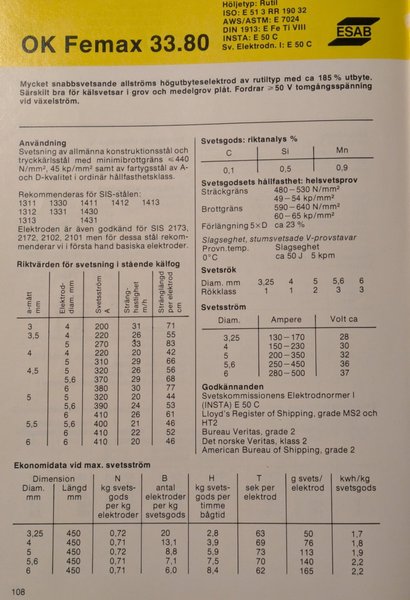 Höljetyp: Rutil
ISO: E 51 3 RR 190 32
AWS/ASTM: E 7024
DIN 1913: E Fe Ti VIII
INSTA: E 50 C
Sv. Elektrodn. I: E 50 C
ESAB
OK Femax 33.80
Mycket snabbsvetsande allströms högutbyteselektrod av rutiltyp med ca 185 % utbyte.
Särskilt bra för kälsvetsar i grov och medelgrov plåt. Fordrar ≥50 V tomgångsspänning
vid växelström.
Användning
Svetsning av allmänna konstruktionsstål och
tryckkärlsstål med minimibrottgräns ≤440
N/mm², 45 kp/mm² samt av fartygsstål av A-
och D-kvalitet i ordinär hållfasthetsklass.
Rekommenderas för SIS-stålen:
1311 1330 1411 1412 1413
1312 1331 1430
1313 1431
Elektroden är även godkänd för SIS 2173,
2172, 2102, 2101 men för dessa stål rekom-
menderar vi i första hand basiska elektroder.
Riktvärden för svetsning i stående kälfog
a-mått mm Elektrod- diam. mm Svetsström A Sträng- hastighet m/h Stränglängd per elektrod cm
3 4 200 31 71
3,5 4 220 26 55
5 270 33 83
4 4 220 20 42
5 310 29 66
4,5 5 320 26 56
5,6 370 29 68
6 380 30 77
5 5 320 20 44
5,6 390 24 53
6 410 26 61
5,5 5,6 400 21 46
6 410 22 52
6 6 410 20 46
Svetsgods: riktanalys %
C Si Mn
0,1 0,5 0,9
Svetsgodsets hållfasthet: helsvetsprov
Sträckgräns 480–530 N/mm²
49–54 kp/mm²
Brottgräns 590–640 N/mm²
60–65 kp/mm²
Förlängning 5×D ca 23 %
Slagseghet, stumsvetsade V-provstavar
Provn.temp. Slagseghet
0°C ca 50 J 5 kpm
Svetsrök
Diam. mm 3,25 4 5 5,6 6
Rökklass 1 1 2 3 3
Svetsström
Diam. Ampere Volt ca
3,25 130–170 28
4 150–230 30
5 200–350 32
5,6 250–450 36
6 280–500 37
Godkännanden
Svetskommissionens Elektrodnormer I
(INSTA) E 50 C
Lloyd's Register of Shipping, grade MS2 och
HT2
Bureau Veritas, grade 2
Det norske Veritas, klass 2
American Bureau of Shipping, grade 2
Ekonomidata vid max. svetsström
Dimension N B H T g svets/ kwh/kg
Diam. Längd kg svets- antal kg svets- sek per elektrod svetsgods
mm mm gods elektroder gods per elektrod
per kg per kg timme
elektroder svetsgods bågtid
3,25 450 0,72 20 2,8 63 50 1,7
4 450 0,71 13,1 3,9 69 76 1,8
5 450 0,72 8,8 5,9 73 113 1,9
5,6 450 0,71 7,1 7,5 70 140 2,2
6 450 0,71 6,0 8,4 62 165 2,2
108